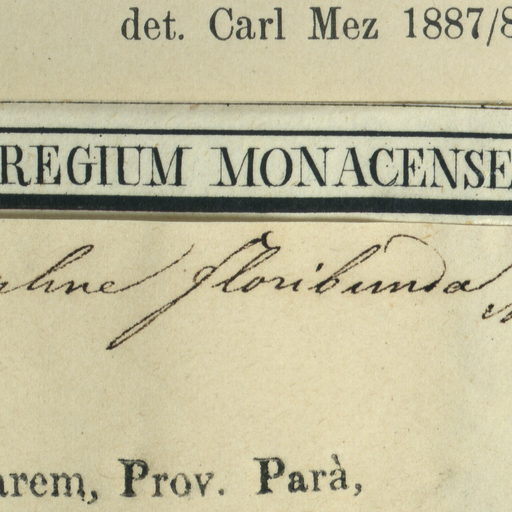 det. Carl Mez 1887/8
REGIUM MONACENSE
floribunda
arem, Prov. Parà,